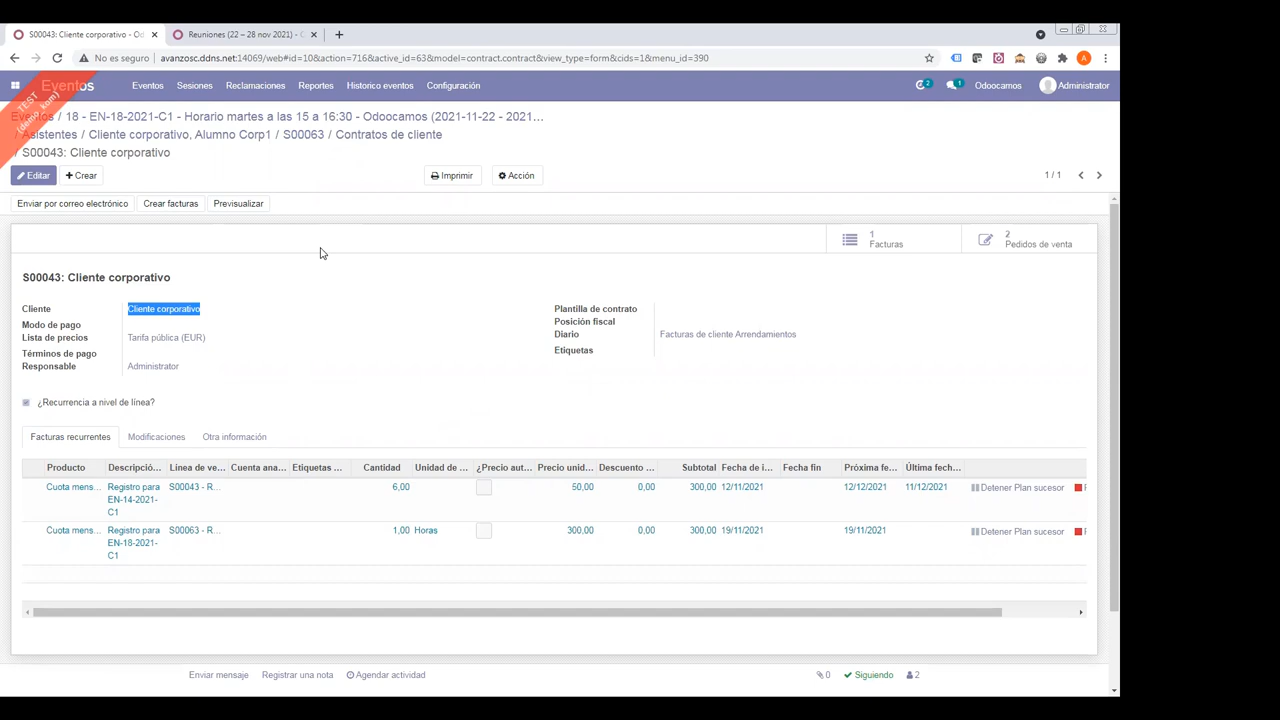 S00043: Cliente corporativo - Od
Reuniones (22 – 28 nov 2021) -
No es seguro
avanzosc.ddns.net:14069/web#id=10&action=716&active_id=63&model=contract.contract&view_type=form&cids=1&menu_id=390
TEST
Eventos
Eventos
Sesiones
Reclamaciones
Reportes
Historico eventos
Configuración
2
1
Odoocamos
Administrator
Eventos / 18 - EN-18-2021-C1 - Horario martes a las 15 a 16:30 - Odoocamos (2021-11-22 - 2021...
/ Asistentes / Cliente corporativo, Alumno Corp1 / S00063 / Contratos de cliente
/ S00043: Cliente corporativo
Editar
Crear
Imprimir
Acción
1 / 1
Enviar por correo electrónico
Crear facturas
Previsualizar
1
Facturas
2
Pedidos de venta
S00043: Cliente corporativo
Cliente
Cliente corporativo
Modo de pago
Lista de precios
Tarifa pública (EUR)
Términos de pago
Responsable
Administrator
Plantilla de contrato
Posición fiscal
Diario
Facturas de cliente Arrendamientos
Etiquetas
¿Recurrencia a nivel de línea?
Facturas recurrentes
Modificaciones
Otra información
Producto Descripció... Línea de ve... Cuenta ana... Etiquetas ... Cantidad Unidad de ... ¿Precio aut... Precio unid... Descuento ... Subtotal Fecha de i... Fecha fin Próxima fe... Última fech...
Cuota mens... Registro para S00043 - R... 6,00 50,00 0,00 300,00 12/11/2021 12/12/2021 11/12/2021 Detener Plan sucesor
EN-14-2021-
C1
Cuota mens... Registro para S00063 - R... 1,00 Horas 300,00 0,00 300,00 19/11/2021 19/11/2021 Detener Plan sucesor
EN-18-2021-
C1
Enviar mensaje
Registrar una nota
Agendar actividad
0
Siguiendo
2